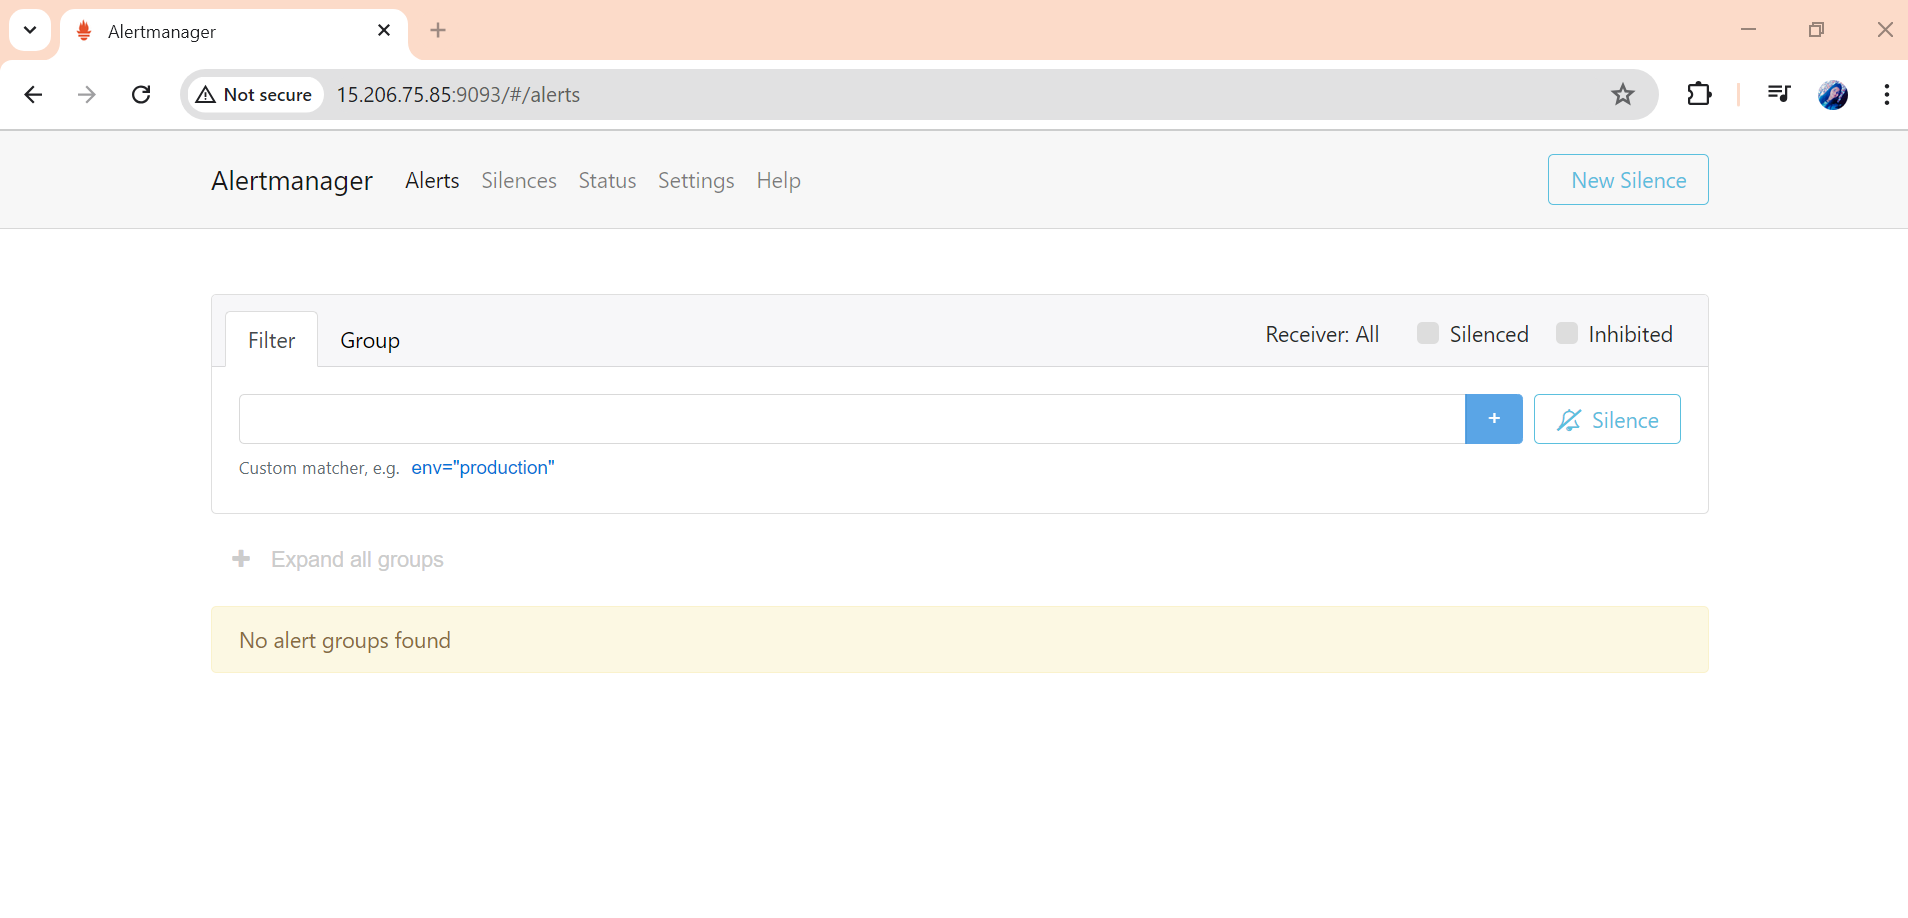 Alertmanager
Not secure 15.206.75.85:9093/#/alerts
Alertmanager Alerts Silences Status Settings Help New Silence
Filter Group Receiver: All Silenced Inhibited
+ Silence
Custom matcher, e.g. env="production"
+ Expand all groups
No alert groups found